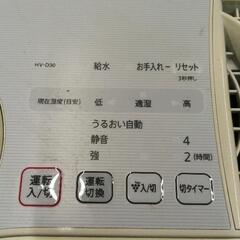 HV-D30 給水 お手入れー リセット
3秒押し
現在湿度(目安) 低 適湿 高
うるおい自動
静音 4
強 2 (時間)
運転 運転
入/切 切換 入/切 切タイマー